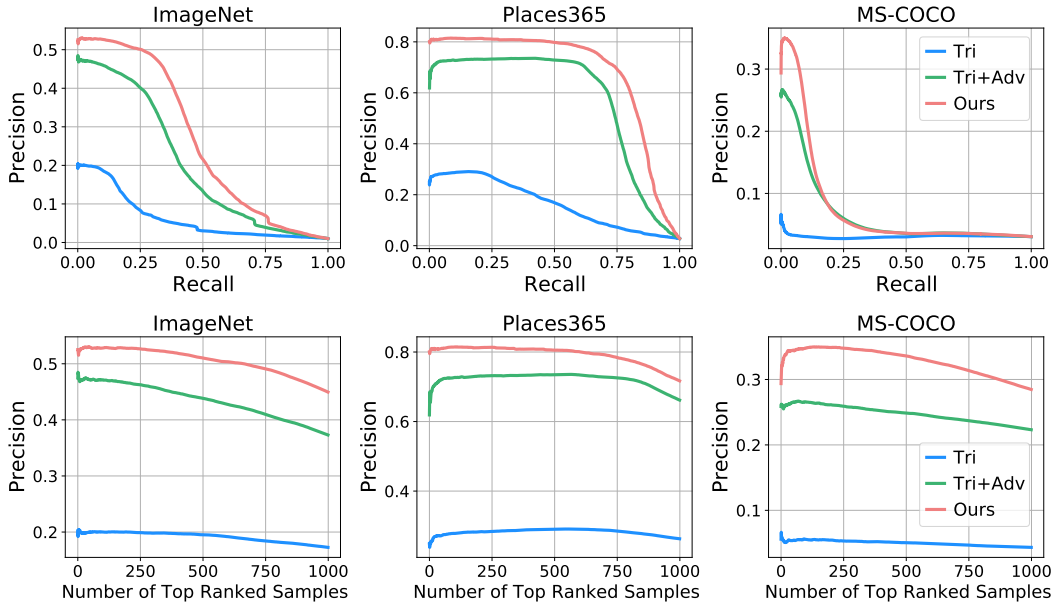 ImageNet
Places365
MS-COCO
Precision
0.5
0.4
0.3
0.2
0.1
0.0
0.00 0.25 0.50 0.75 1.00
Recall
Precision
0.8
0.6
0.4
0.2
0.0
0.00 0.25 0.50 0.75 1.00
Recall
Precision
0.3
0.2
0.1
0.00 0.25 0.50 0.75 1.00
Recall
Tri
Tri+Adv
Ours
ImageNet
Places365
MS-COCO
Precision
0.5
0.4
0.3
0.2
0 250 500 750 1000
Number of Top Ranked Samples
Precision
0.8
0.6
0.4
0 250 500 750 1000
Number of Top Ranked Samples
Precision
0.3
0.2
0.1
0 250 500 750 1000
Number of Top Ranked Samples
Tri
Tri+Adv
Ours